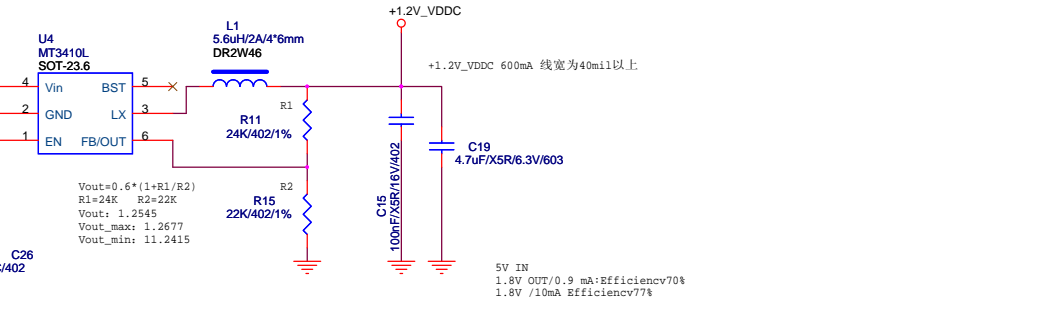 +1.2V_VDDC
U4
MT3410L
SOT-23.6
L1
5.6uH/2A/4*6mm
DR2W46
+1.2V_VDDC 600mA 线宽为40mil以上
4 Vin BST 5
2 GND LX 3
1 EN FB/OUT 6
R1
R11
24K/402/1%
R2
R15
22K/402/1%
C15
100nF/X5R/16V/402
C19
4.7uF/X5R/6.3V/603
Vout=0.6*(1+R1/R2)
R1=24K R2=22K
Vout: 1.2545
Vout_max: 1.2677
Vout_min: 11.2415
C26
/402
5V IN
1.8V OUT/0.9 mA:Efficiency70%
1.8V /10mA Efficiency77%